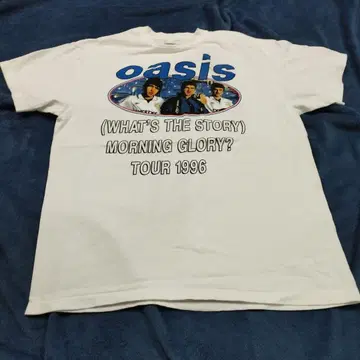 oasis
(WHAT'S THE STORY)
MORNING GLORY?
TOUR 1996